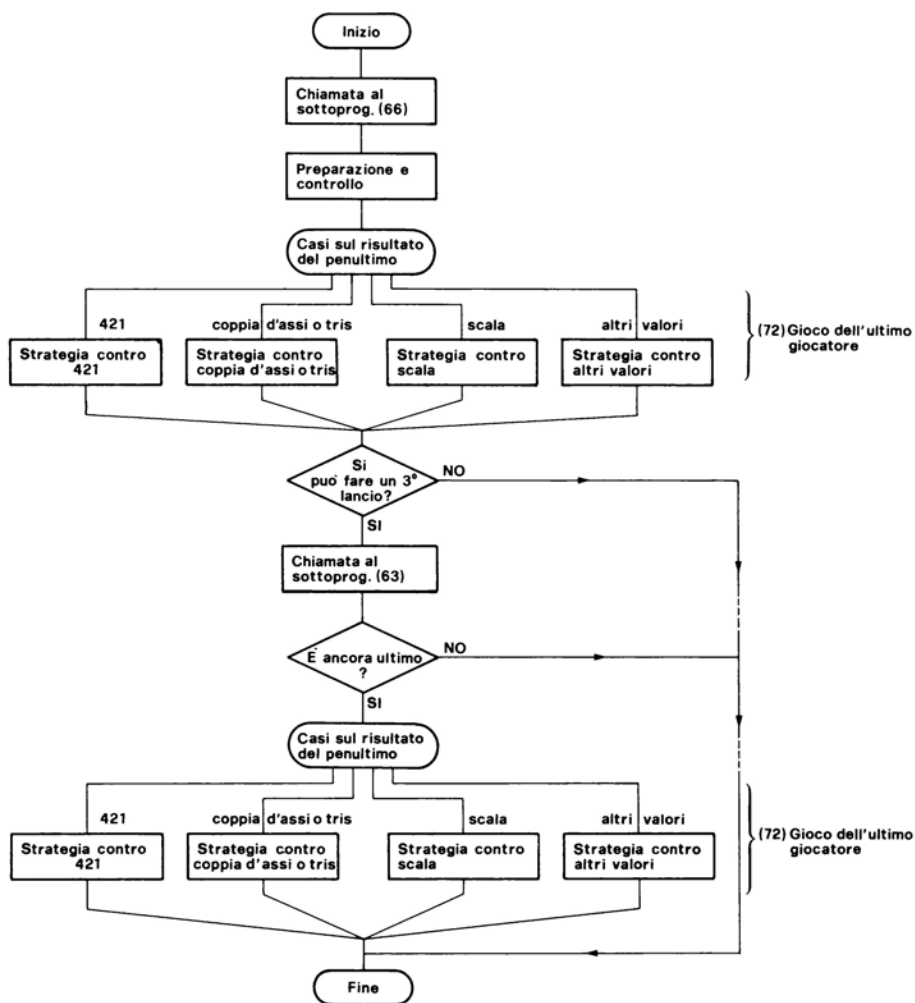 Inizio
Chiamata al
sottoprog. (66)
Preparazione e
controllo
Casi sul risultato
del penultimo
421
coppia d'assi o tris
scala
altri valori
Strategia contro
421
Strategia contro
coppia d'assi o tris
Strategia contro
scala
Strategia contro
altri valori
(72) Gioco dell'ultimo
giocatore
Si
può fare un 3°
lancio?
NO
SI
Chiamata al
sottoprog. (63)
È ancora ultimo
?
NO
SI
Casi sul risultato
del penultimo
421
coppia d'assi o tris
scala
altri valori
Strategia contro
421
Strategia contro
coppia d'assi o tris
Strategia contro
scala
Strategia contro
altri valori
(72) Gioco dell'ultimo
giocatore
Fine